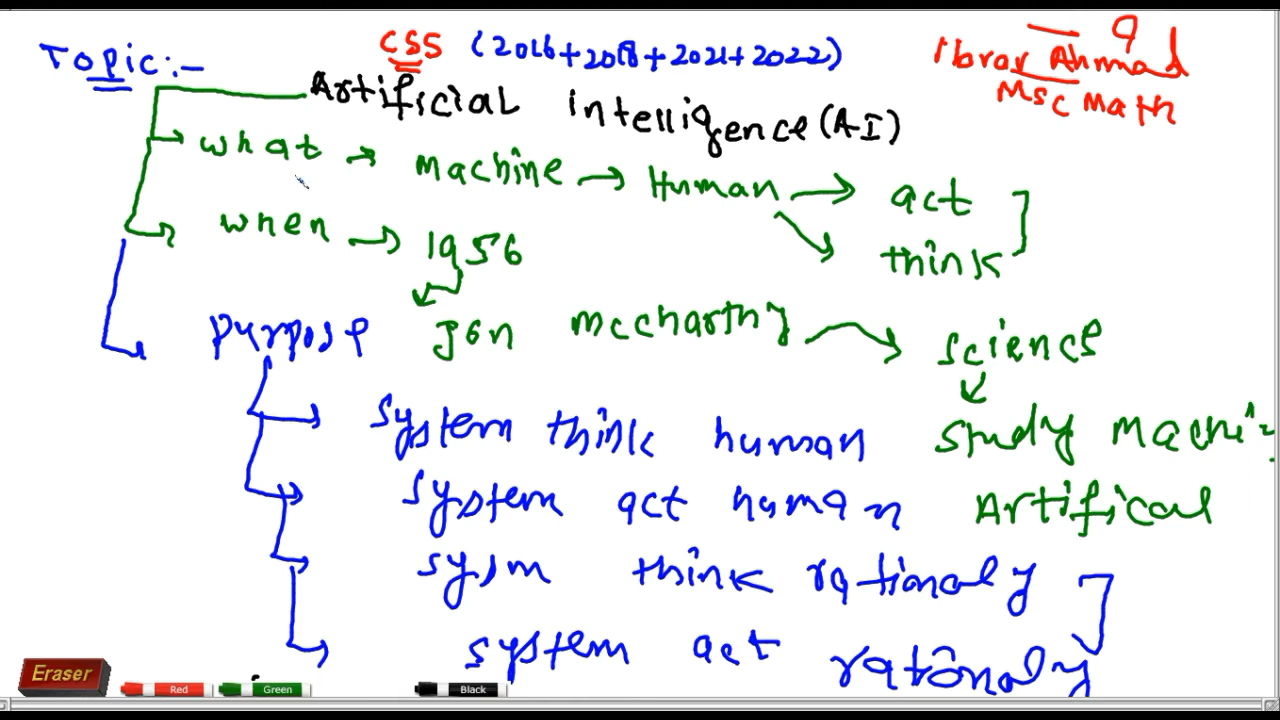 Topic:- CSS (2016+2018+2021+2022) Ibrar Ahmad
Msc Math
Artificial intelligence (AI)
what → machine → Human → act
think
when → 1956
purpose Jon mccharthy science
system think human study machin
system act human Artifical
sysm think rationaly
system act rationaly
Eraser
Red Green Black